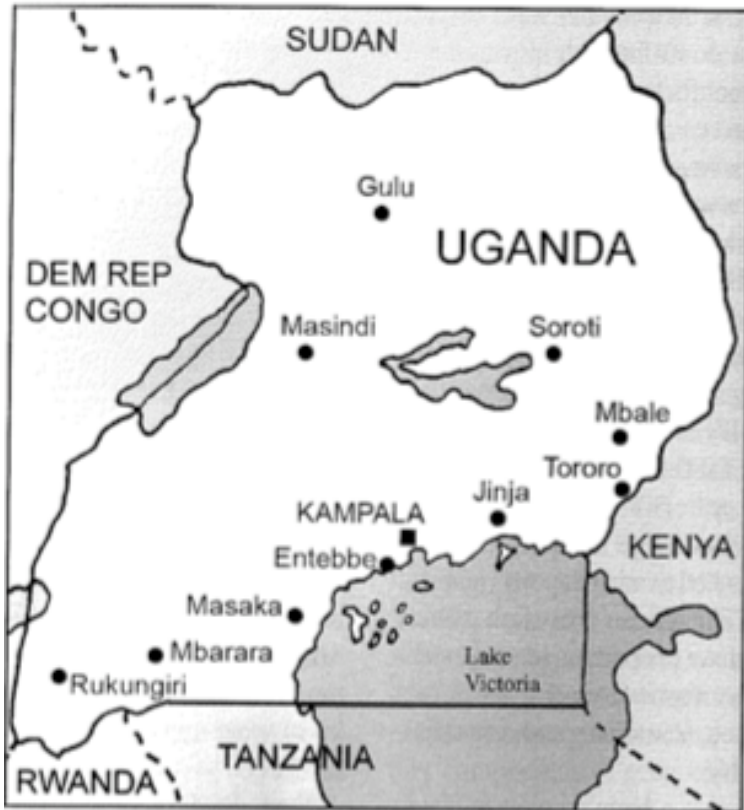 SUDAN
Gulu
UGANDA
DEM REP
CONGO
Masindi
Soroti
Mbale
Tororo
Jinja
KAMPALA
KENYA
Entebbe
Masaka
Mbarara
Lake
Victoria
Rukungiri
TANZANIA
RWANDA